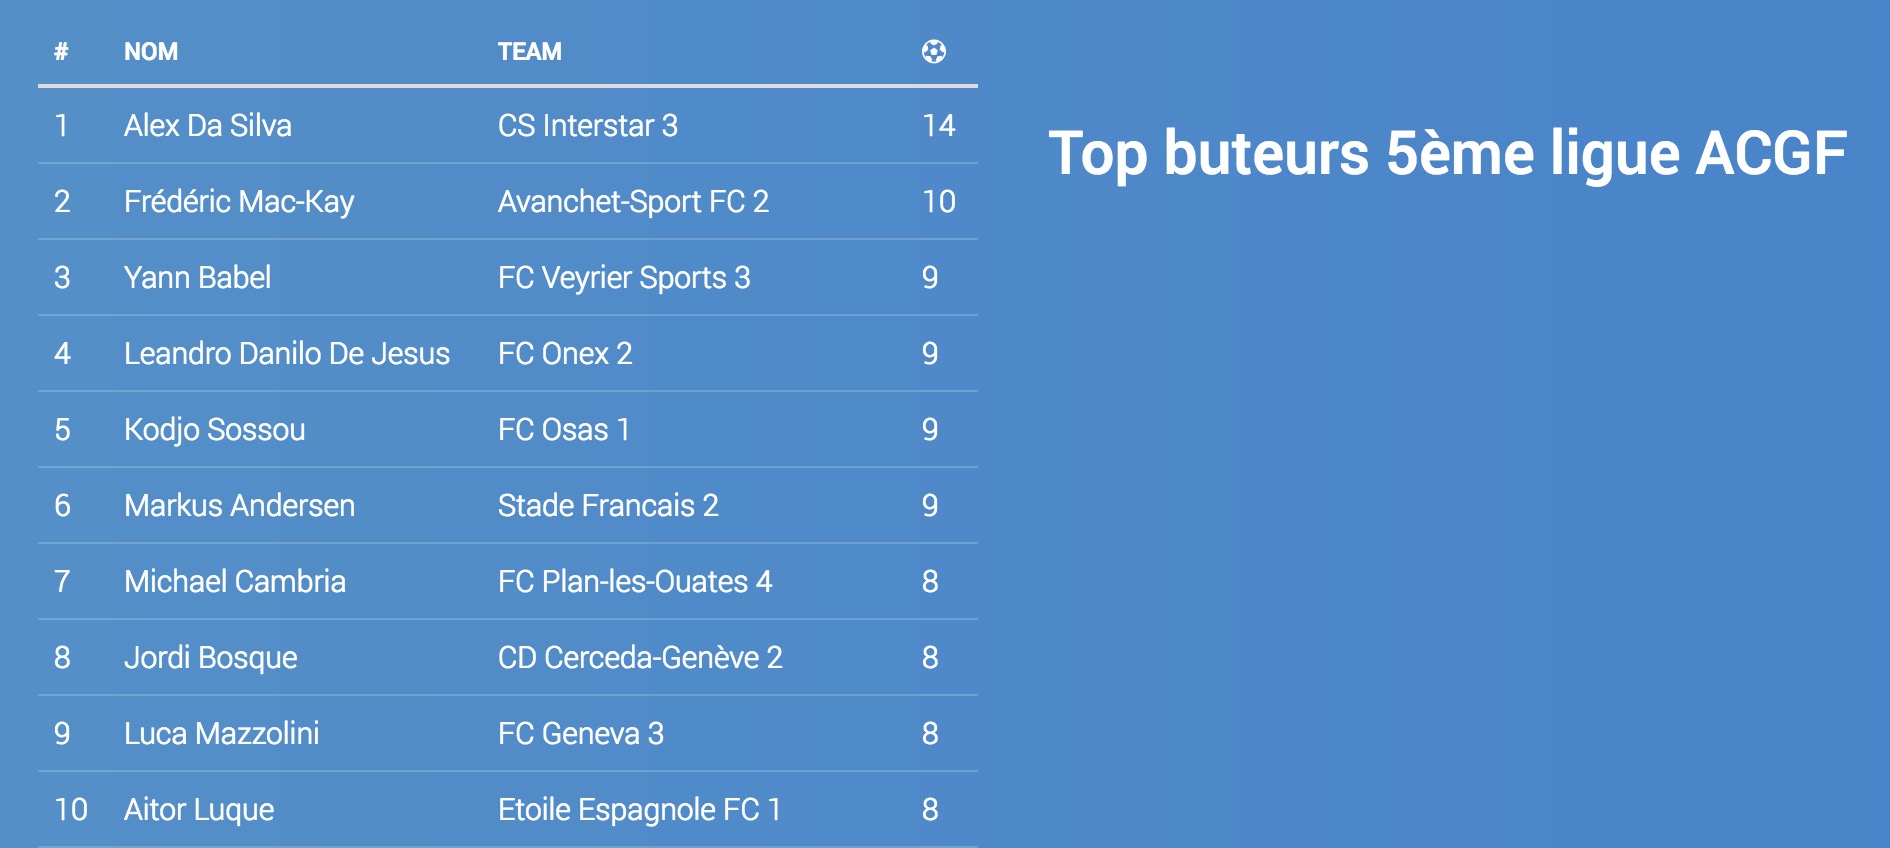 # NOM TEAM
1 Alex Da Silva CS Interstar 3 14
Top buteurs 5ème ligue ACGF
2 Frédéric Mac-Kay Avanchet-Sport FC 2 10
3 Yann Babel FC Veyrier Sports 3 9
4 Leandro Danilo De Jesus FC Onex 2 9
5 Kodjo Sossou FC Osas 1 9
6 Markus Andersen Stade Francais 2 9
7 Michael Cambria FC Plan-les-Ouates 4 8
8 Jordi Bosque CD Cerceda-Genève 2 8
9 Luca Mazzolini FC Geneva 3 8
10 Aitor Luque Etoile Espagnole FC 1 8